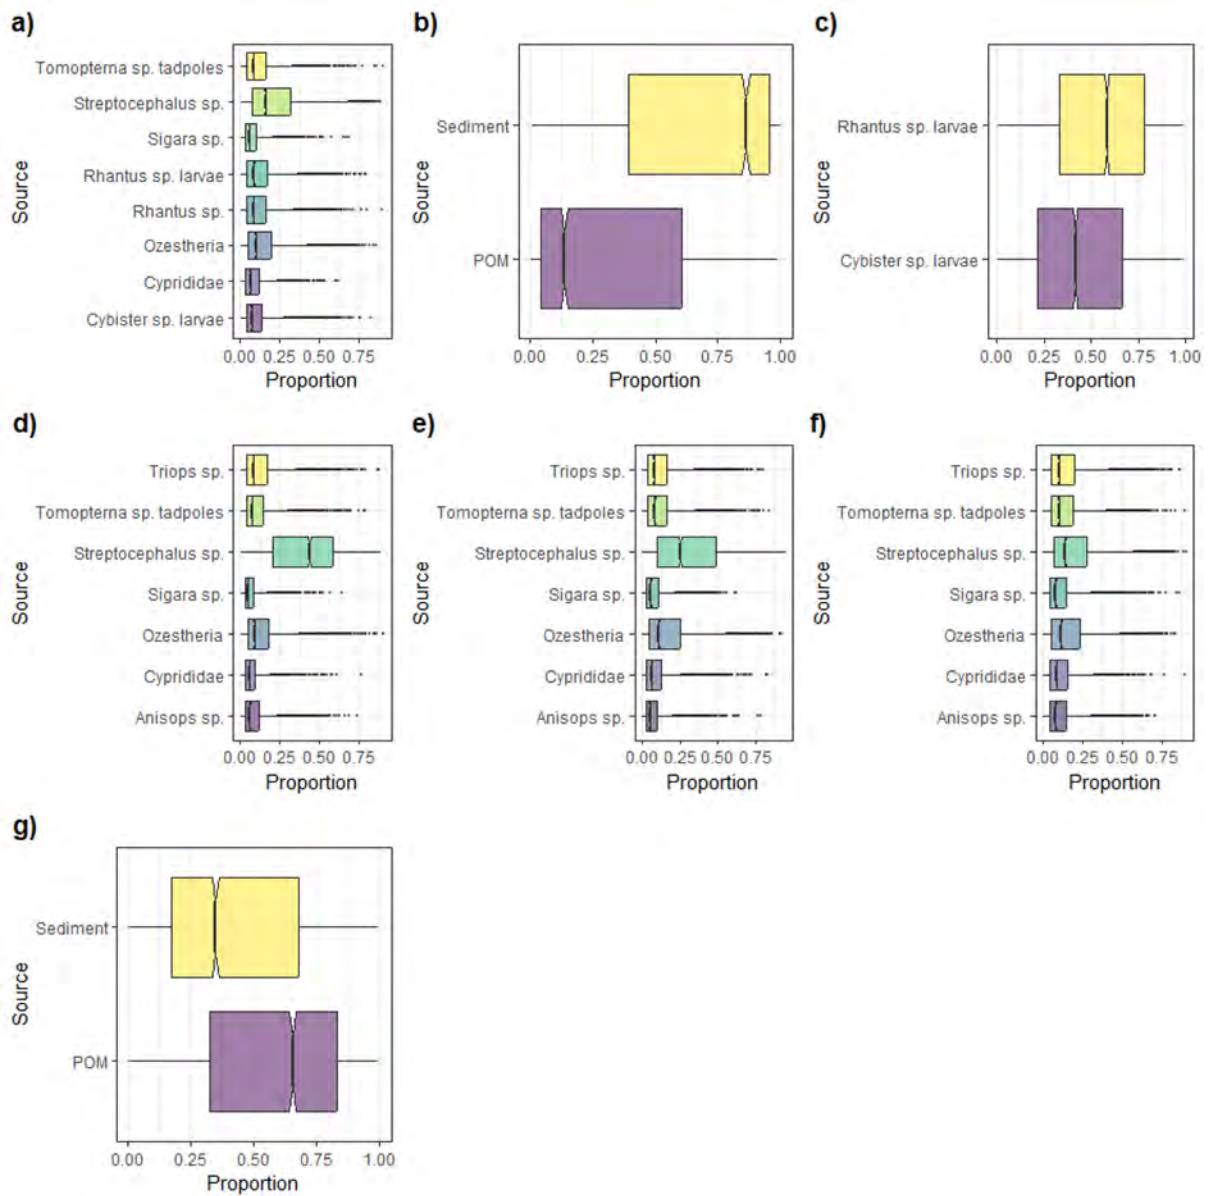 a)
Source
Tomopterna sp. tadpoles
Streptocephalus sp.
Sigara sp.
Rhantus sp. larvae
Rhantus sp.
Ozestheria
Cyprididae
Cybister sp. larvae
0.00 0.25 0.50 0.75
Proportion
b)
Source
Sediment
POM
0.00 0.25 0.50 0.75 1.00
Proportion
c)
Source
Rhantus sp. larvae
Cybister sp. larvae
0.00 0.25 0.50 0.75 1.00
Proportion
d)
Source
Triops sp.
Tomopterna sp. tadpoles
Streptocephalus sp.
Sigara sp.
Ozestheria
Cyprididae
Anisops sp.
0.00 0.25 0.50 0.75
Proportion
e)
Source
Triops sp.
Tomopterna sp. tadpoles
Streptocephalus sp.
Sigara sp.
Ozestheria
Cyprididae
Anisops sp.
0.00 0.25 0.50 0.75
Proportion
f)
Source
Triops sp.
Tomopterna sp. tadpoles
Streptocephalus sp.
Sigara sp.
Ozestheria
Cyprididae
Anisops sp.
0.00 0.25 0.50 0.75
Proportion
g)
Source
Sediment
POM
0.00 0.25 0.50 0.75 1.00
Proportion